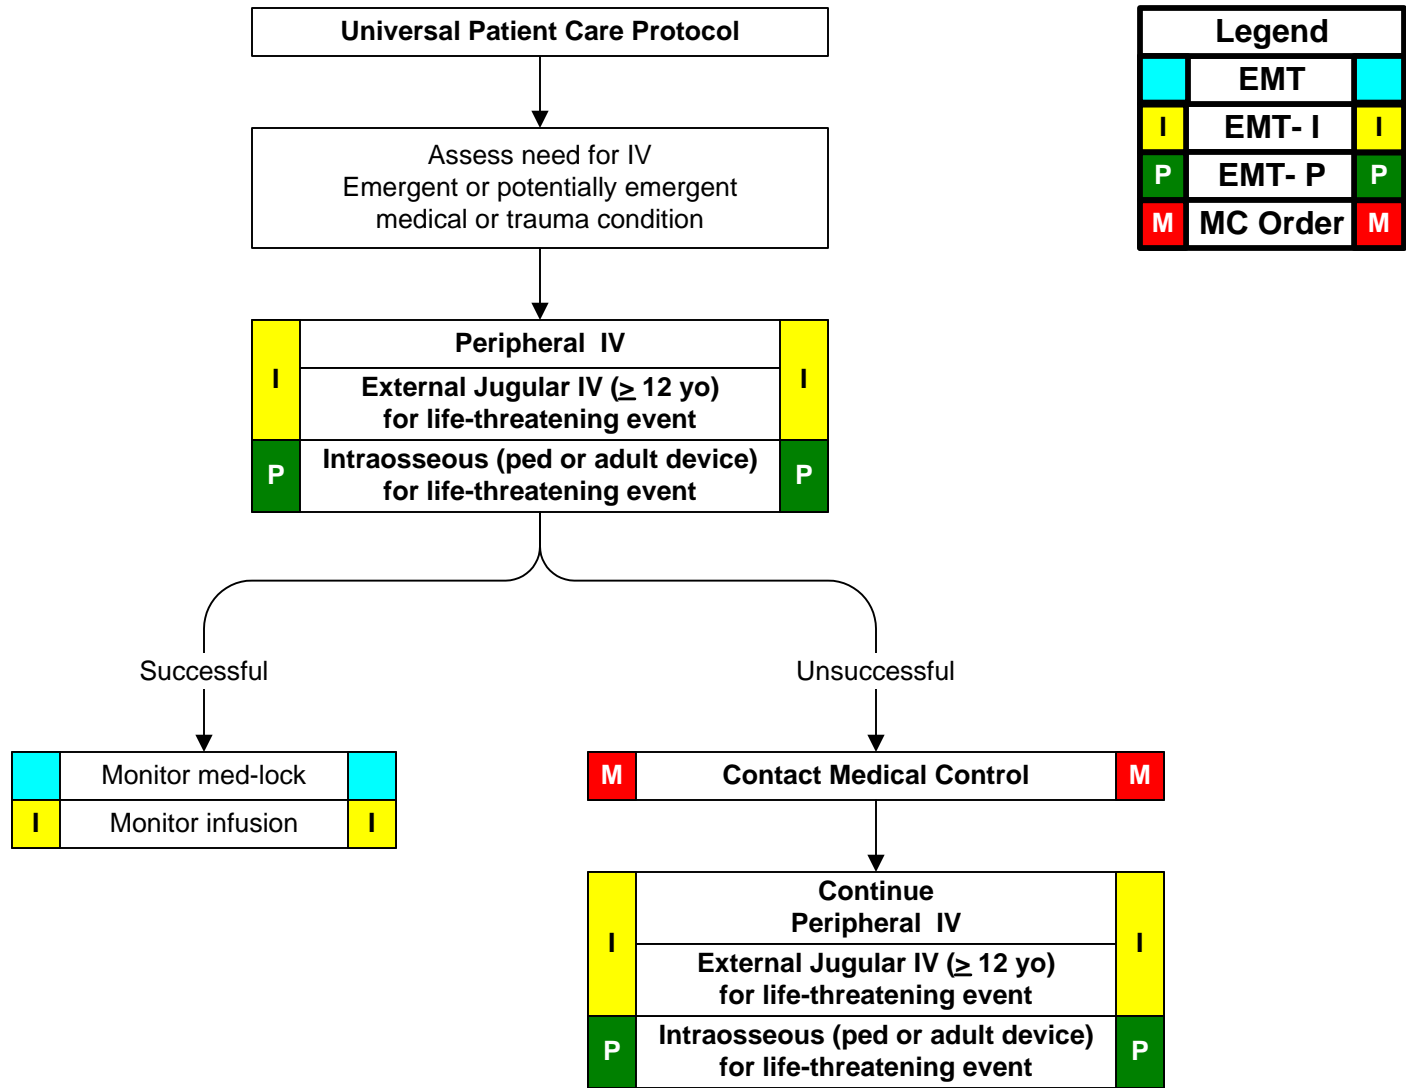 Universal Patient Care Protocol
Legend
EMT
I EMT- I I
P EMT- P P
M MC Order M
Assess need for IV
Emergent or potentially emergent
medical or trauma condition
I Peripheral IV I
External Jugular IV (≥ 12 yo)
for life-threatening event
P Intraosseous (ped or adult device) P
for life-threatening event
Successful
Unsuccessful
Monitor med-lock
I Monitor infusion I
M Contact Medical Control M
I Continue I
Peripheral IV
External Jugular IV (≥ 12 yo)
for life-threatening event
P Intraosseous (ped or adult device) P
for life-threatening event